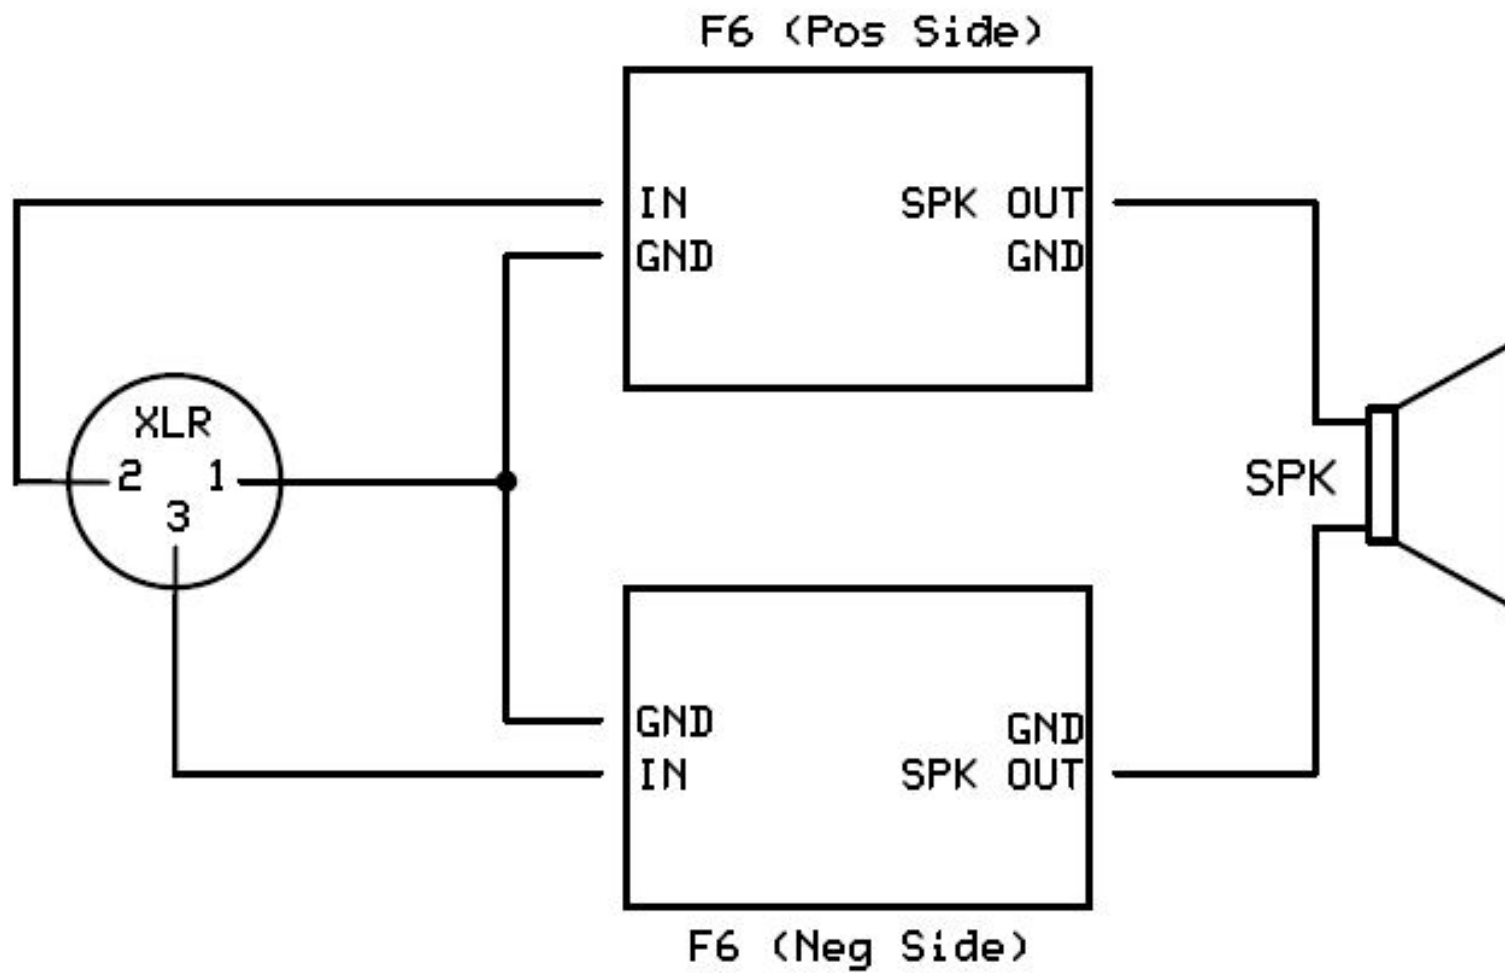 F6 (Pos Side)
IN SPK OUT
GND GND
XLR
2 1
3
SPK
GND GND
IN SPK OUT
F6 (Neg Side)